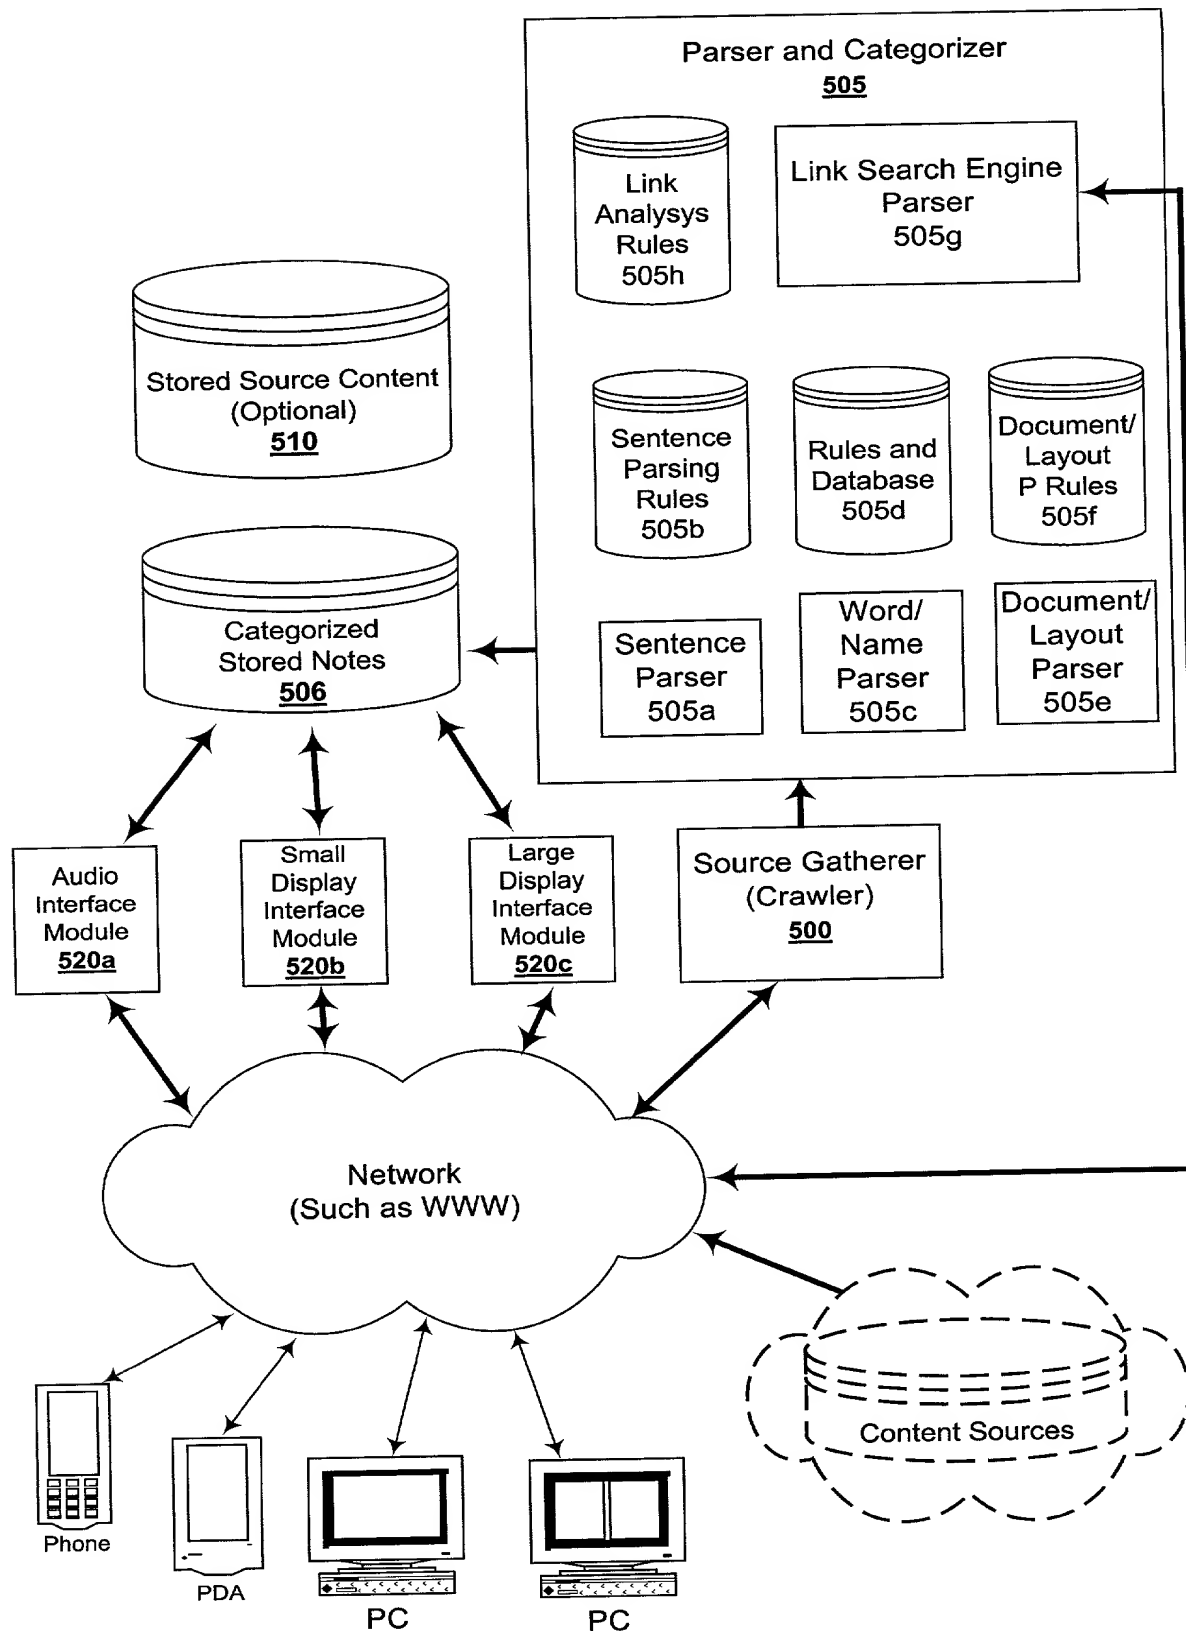 Parser and Categorizer
505
Link
Analysys
Rules
505h
Link Search Engine
Parser
505g
Stored Source Content
(Optional)
510
Sentence
Parsing
Rules
505b
Rules and
Database
505d
Document/
Layout
P Rules
505f
Categorized
Stored Notes
506
Sentence
Parser
505a
Word/
Name
Parser
505c
Document/
Layout
Parser
505e
Audio
Interface
Module
520a
Small
Display
Interface
Module
520b
Large
Display
Interface
Module
520c
Source Gatherer
(Crawler)
500
Network
(Such as WWW)
Content Sources
Phone
PDA
PC
PC